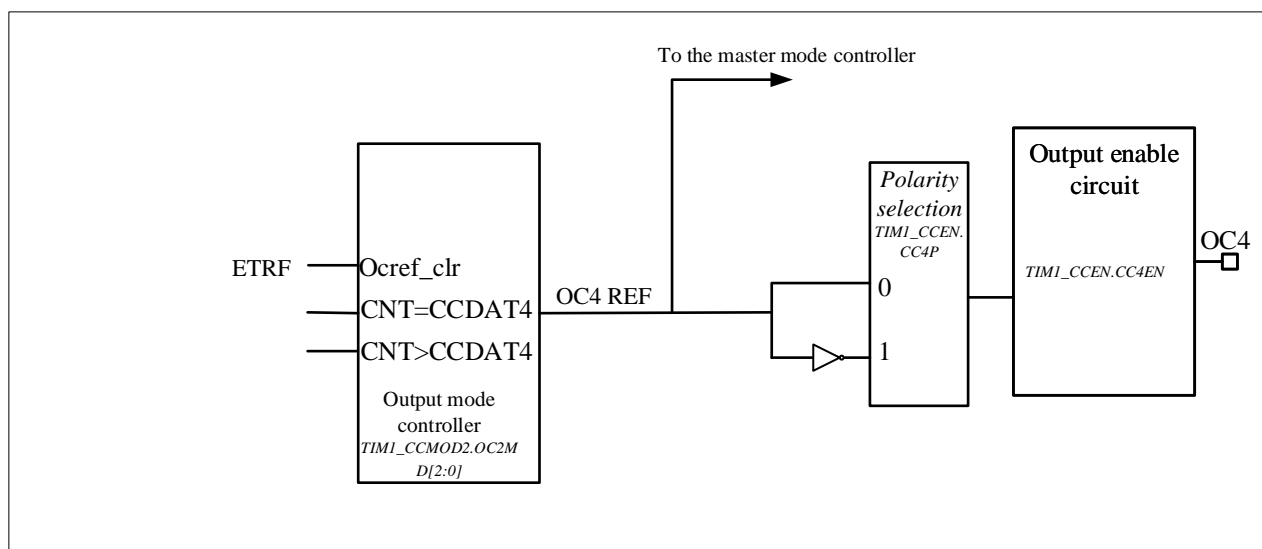 To the master mode controller
Output enable
circuit
Polarity
selection
TIM1_CCEN.
CC4P
OC4
ETRF
Ocref_clr
TIM1_CCEN.CC4EN
0
OC4 REF
CNT=CCDAT4
CNT>CCDAT4
1
Output mode
controller
TIM1_CCMOD2.OC2M
D[2:0]